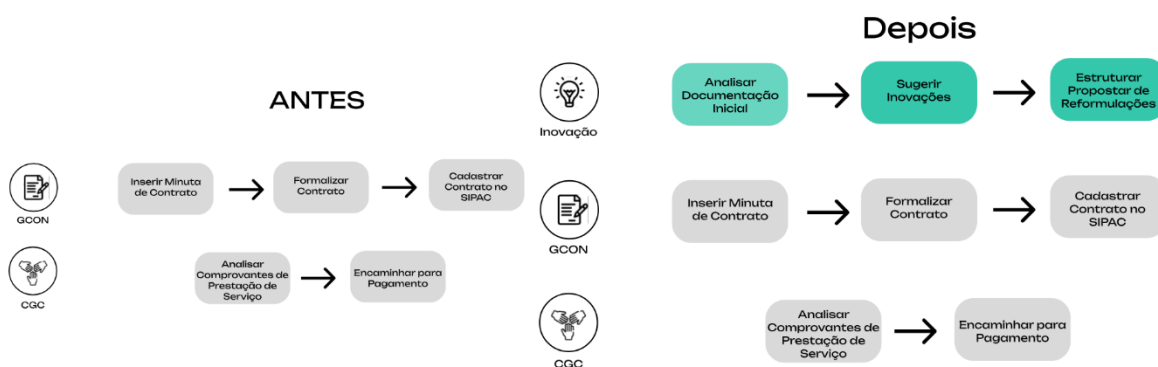 ANTES
GCON
Inserir Minuta
de Contrato
Formalizar
Contrato
Cadastrar
Contrato no
SIPAC
CGC
Analisar
Comprovantes de
Prestação de
Serviço
Encaminhar para
Pagamento
Depois
Inovação
Analisar
Documentação
Inicial
Sugerir
Inovações
Estruturar
Propostar de
Reformulações
GCON
Inserir Minuta
de Contrato
Formalizar
Contrato
Cadastrar
Contrato no
SIPAC
CGC
Analisar
Comprovantes de
Prestação de
Serviço
Encaminhar para
Pagamento